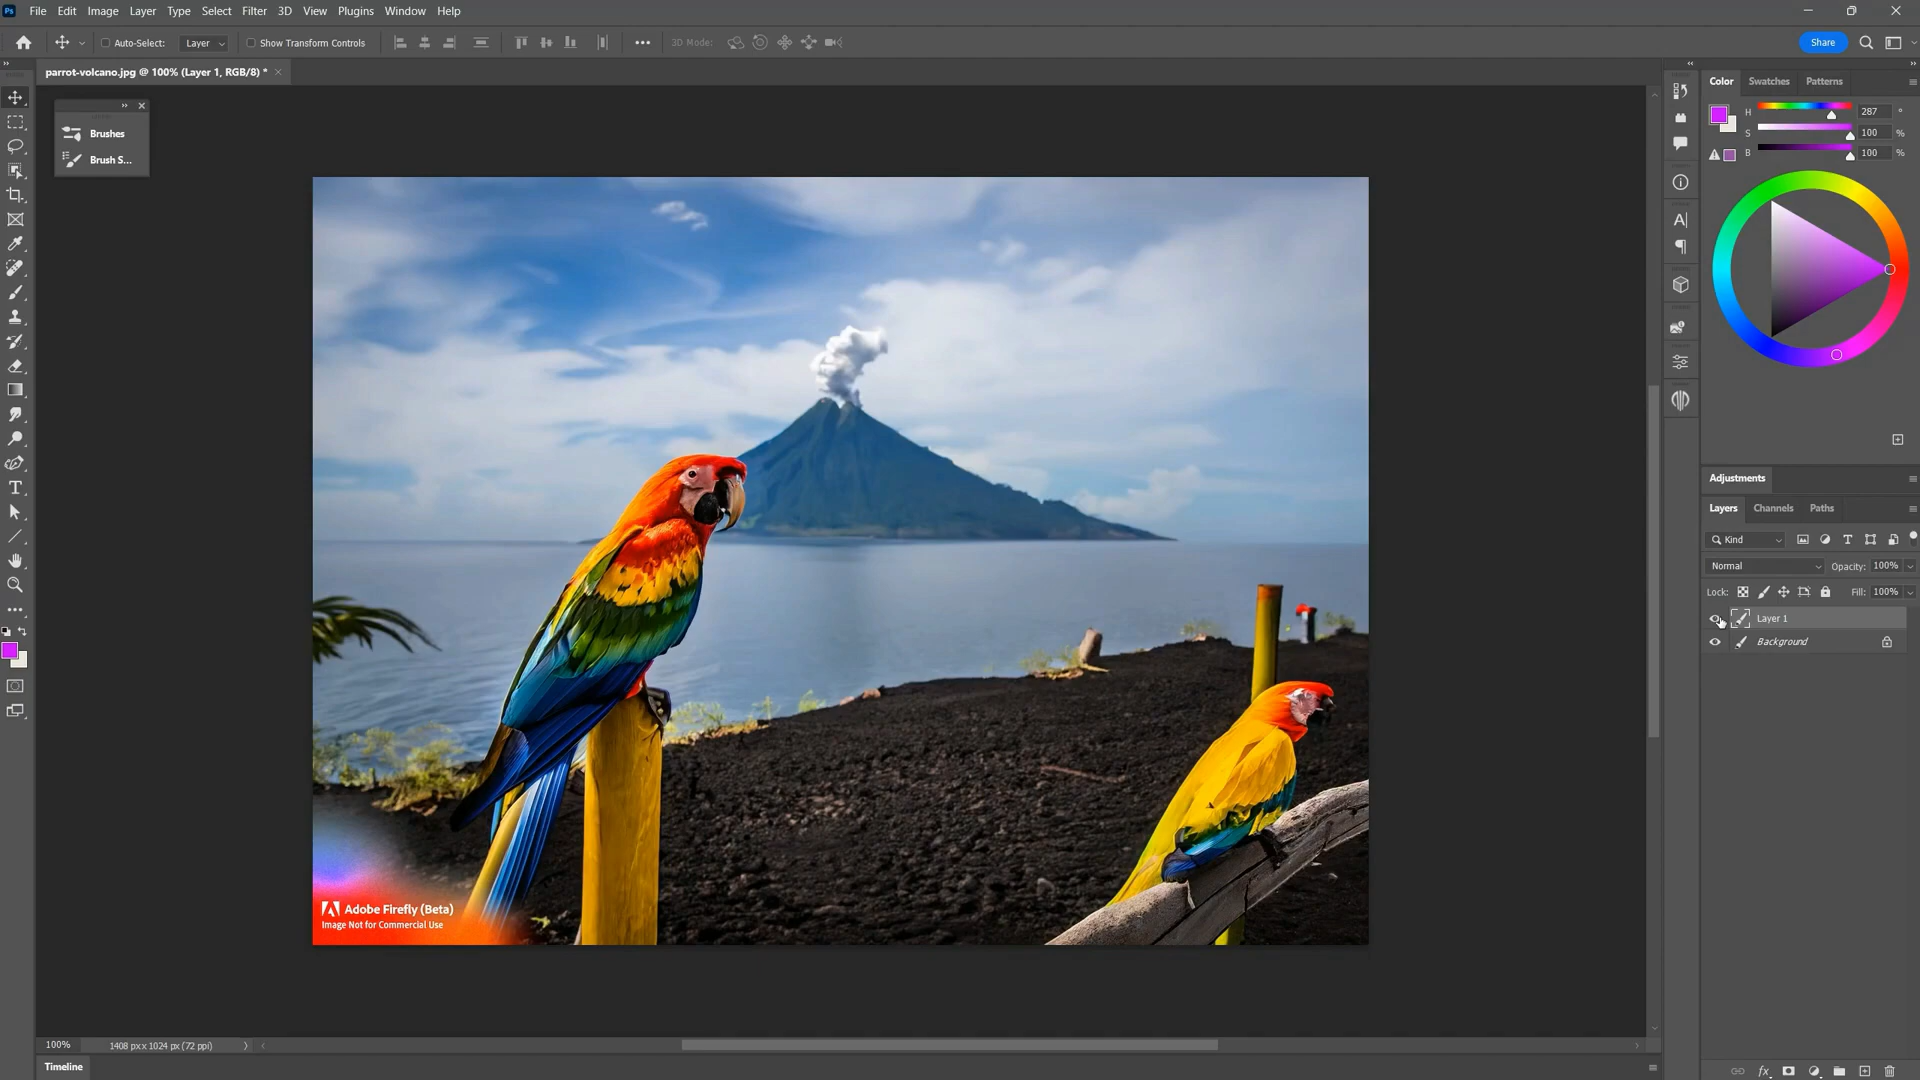 Ps File Edit Image Layer Type Select Filter 3D View Plugins Window Help
Auto-Select: Layer Show Transform Controls 3D Mode: Share
parrot-volcano.jpg @ 100% (Layer 1, RGB/8) *
Brushes
Brush S...
Color Swatches Patterns
H 287 °
S 100 %
B 100 %
Adjustments
Layers Channels Paths
Kind
Normal Opacity: 100%
Lock: Fill: 100%
Layer 1
Background
Adobe Firefly (Beta)
Image Not for Commercial Use
100% 1408 px x 1024 px (72 ppi)
Timeline
fx